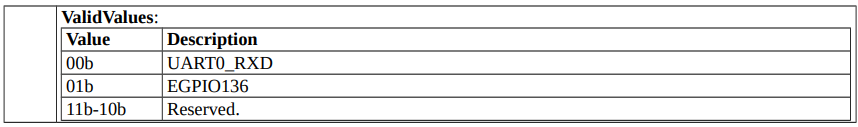 ValidValues:
Value Description
00b UART0_RXD
01b EGPIO136
11b-10b Reserved.